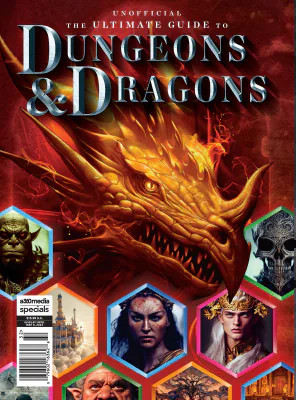 UNOFFICIAL
THE ULTIMATE GUIDE TO
DUNGEONS
& DRAGONS
a360media
specials